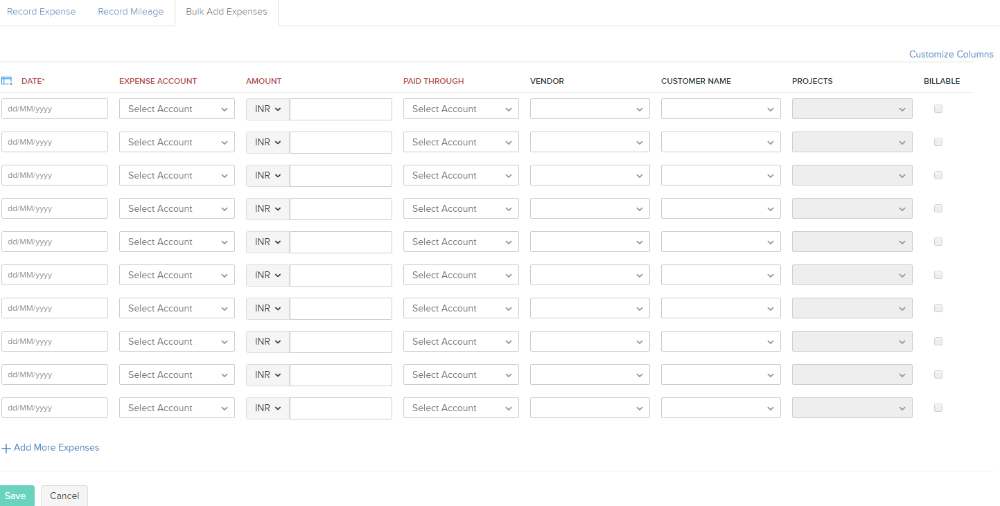 Record Expense Record Mileage Bulk Add Expenses
Customize Columns
DATE* EXPENSE ACCOUNT AMOUNT PAID THROUGH VENDOR CUSTOMER NAME PROJECTS BILLABLE
dd/MM/yyyy Select Account INR Select Account
dd/MM/yyyy Select Account INR Select Account
dd/MM/yyyy Select Account INR Select Account
dd/MM/yyyy Select Account INR Select Account
dd/MM/yyyy Select Account INR Select Account
dd/MM/yyyy Select Account INR Select Account
dd/MM/yyyy Select Account INR Select Account
dd/MM/yyyy Select Account INR Select Account
dd/MM/yyyy Select Account INR Select Account
dd/MM/yyyy Select Account INR Select Account
Add More Expenses
Save Cancel